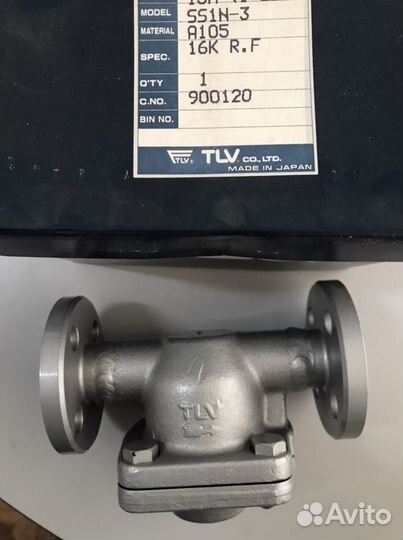 MODEL SS1N-3
MATERIAL A105
SPEC. 16K R.F
Q'TY 1
C.NO. 900120
BIN NO.
TLV® TLV CO., LTD.
MADE IN JAPAN
TLV
Avito